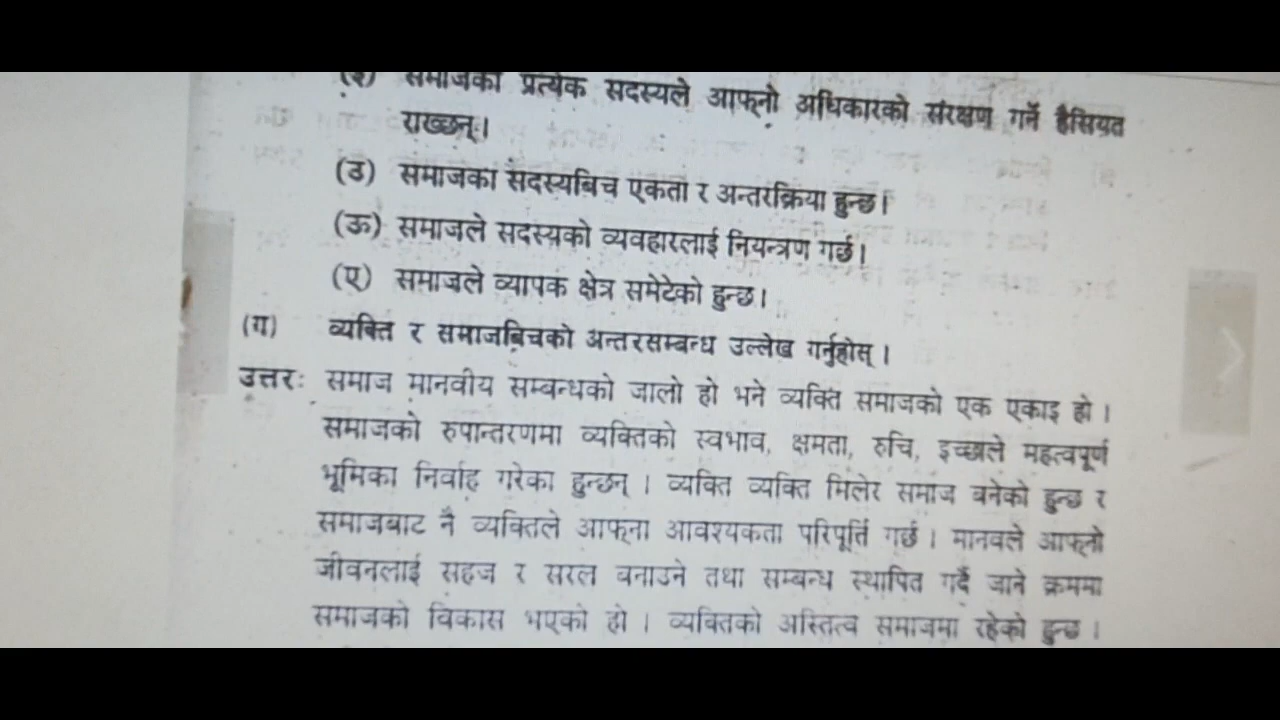 (इ) समाजका प्रत्येक सदस्यले आफ्नो अधिकारको संरक्षण गर्ने हैसियत
राख्छन्।
(उ) समाजका सदस्यबिच एकता र अन्तरक्रिया हुन्छ।
(ऊ) समाजले सदस्यको व्यवहारलाई नियन्त्रण गर्छ।
(ए) समाजले व्यापक क्षेत्र समेटेको हुन्छ।
(ग) व्यक्ति र समाजबिचको अन्तरसम्बन्ध उल्लेख गर्नुहोस्।
उत्तरः समाज मानवीय सम्बन्धको जालो हो भने व्यक्ति समाजको एक एकाइ हो।
समाजको रुपान्तरणमा व्यक्तिको स्वभाव, क्षमता, रुचि, इच्छाले महत्वपूर्ण
भूमिका निर्वाह गरेका हुन्छन्। व्यक्ति व्यक्ति मिलेर समाज बनेको हुन्छ र
समाजबाट नै व्यक्तिले आफ्ना आवश्यकता परिपूर्ति गर्छ। मानवले आफ्नो
जीवनलाई सहज र सरल बनाउने तथा सम्बन्ध स्थापित गर्दै जाने क्रममा
समाजको विकास भएको हो। व्यक्तिको अस्तित्व समाजमा रहेको हुन्छ।